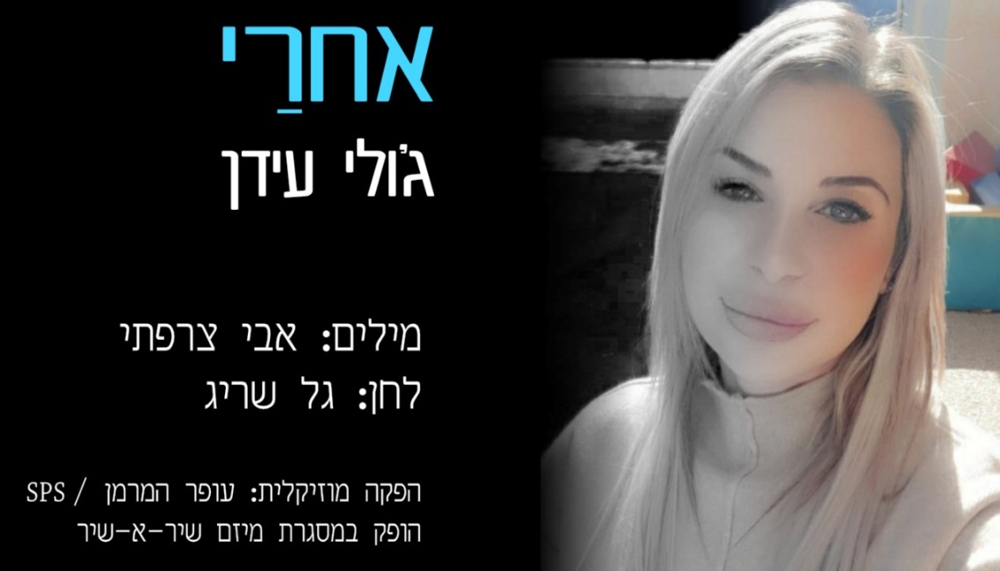 אחרַי
ג'ולי עידן
מילים: אבי צרפתי
לחן: גל שריג
הפקה מוזיקלית: עופר המרמן / SPS
הופק במסגרת מיזם שיר-א-שיר